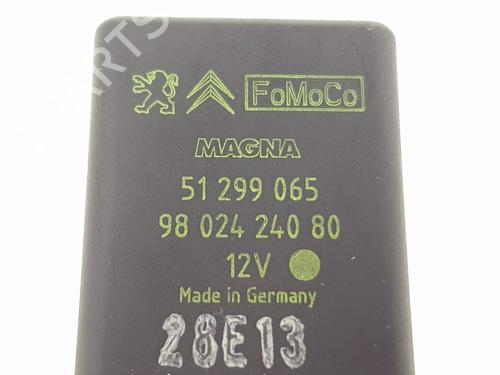 FoMoCo
MAGNA
51 299 065
98 024 240 80
12V
Made in Germany
28E13